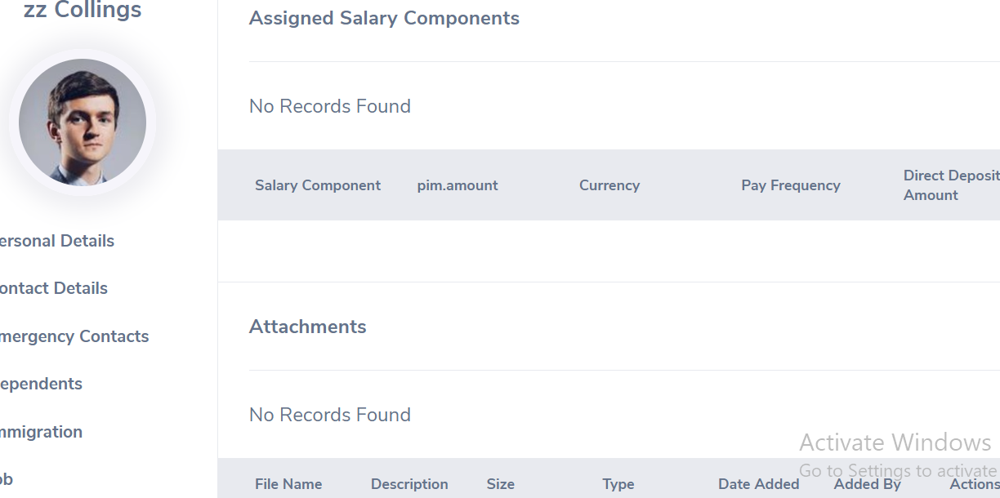 zz Collings
ersonal Details
ontact Details
mergency Contacts
ependents
mmigration
ob
Assigned Salary Components
No Records Found
Salary Component pim.amount Currency Pay Frequency Direct Deposit
Amount
Attachments
No Records Found
File Name Description Size Type Date Added Added By Actions
Activate Windows
Go to Settings to activate